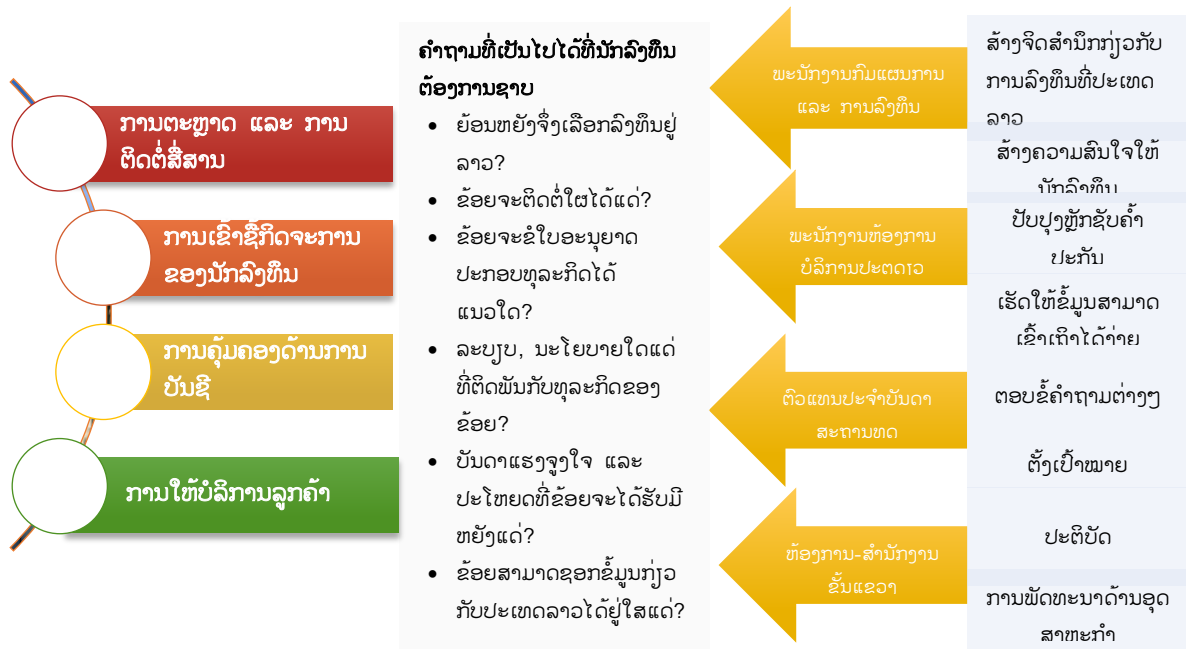 ການຕະຫຼາດ ແລະ ການ
ຕິດຕໍ່ສື່ສານ
ການເຂົ້າຊື້ກິດຈະການ
ຂອງນັກລົງທຶນ
ການຄຸ້ມຄອງດ້ານການ
ບັນຊີ
ການໃຫ້ບໍລິການລູກຄ້າ
ຄຳຖາມທີ່ເປັນໄປໄດ້ທີ່ນັກລົງທຶນ
ຕ້ອງການຊາບ
• ຍ້ອນຫຍັງຈຶ່ງເລືອກລົງທຶນຢູ່
ລາວ?
• ຂ້ອຍຈະຕິດຕໍ່ໃຜໄດ້ແດ່?
• ຂ້ອຍຈະຂໍໃບອະນຸຍາດ
ປະກອບທຸລະກິດໄດ້
ແນວໃດ?
• ລະບຽບ, ນະໂຍບາຍໃດແດ່
ທີ່ຕິດພັນກັບທຸລະກິດຂອງ
ຂ້ອຍ?
• ບັນດາແຮງຈູງໃຈ ແລະ
ປະໂຫຍດທີ່ຂ້ອຍຈະໄດ້ຮັບມີ
ຫຍັງແດ່?
• ຂ້ອຍສາມາດຊອກຂໍ້ມູນກ່ຽວ
ກັບປະເທດລາວໄດ້ຢູ່ໃສແດ່?
ພະນັກງານກົມແຜນການ
ແລະ ການລົງທຶນ
ພະນັກງານຫ້ອງການ
ບໍລິການປະຕູດຽວ
ຕົວແທນປະຈຳບັນດາ
ສະຖານທູດ
ຫ້ອງການ-ສຳນັກງານ
ຂັ້ນແຂວງ
ສ້າງຈິດສຳນຶກກ່ຽວກັບ
ການລົງທຶນທີ່ປະເທດ
ລາວ
ສ້າງຄວາມສົນໃຈໃຫ້
ນັກລົງທຶນ
ປັບປຸງຫຼັກຊັບຄ້ຳ
ປະກັນ
ເຮັດໃຫ້ຂໍ້ມູນສາມາດ
ເຂົ້າເຖິງໄດ້ງ່າຍ
ຕອບຂໍ້ຄຳຖາມຕ່າງໆ
ຕັ້ງເປົ້າໝາຍ
ປະຕິບັດ
ການພັດທະນາດ້ານອຸດ
ສາຫະກຳ